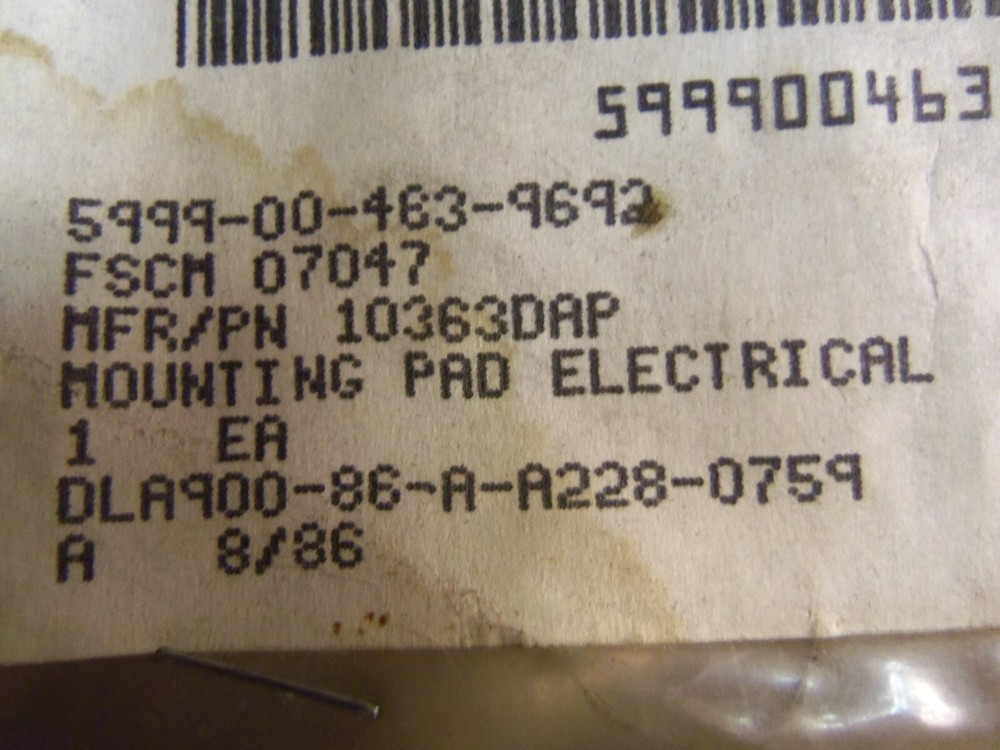 599900463
5999-00-463-9692
FSCM 07047
MFR/PN 10363DAP
MOUNTING PAD ELECTRICAL
1 EA
DLA900-86-A-A228-0759
A 8/86